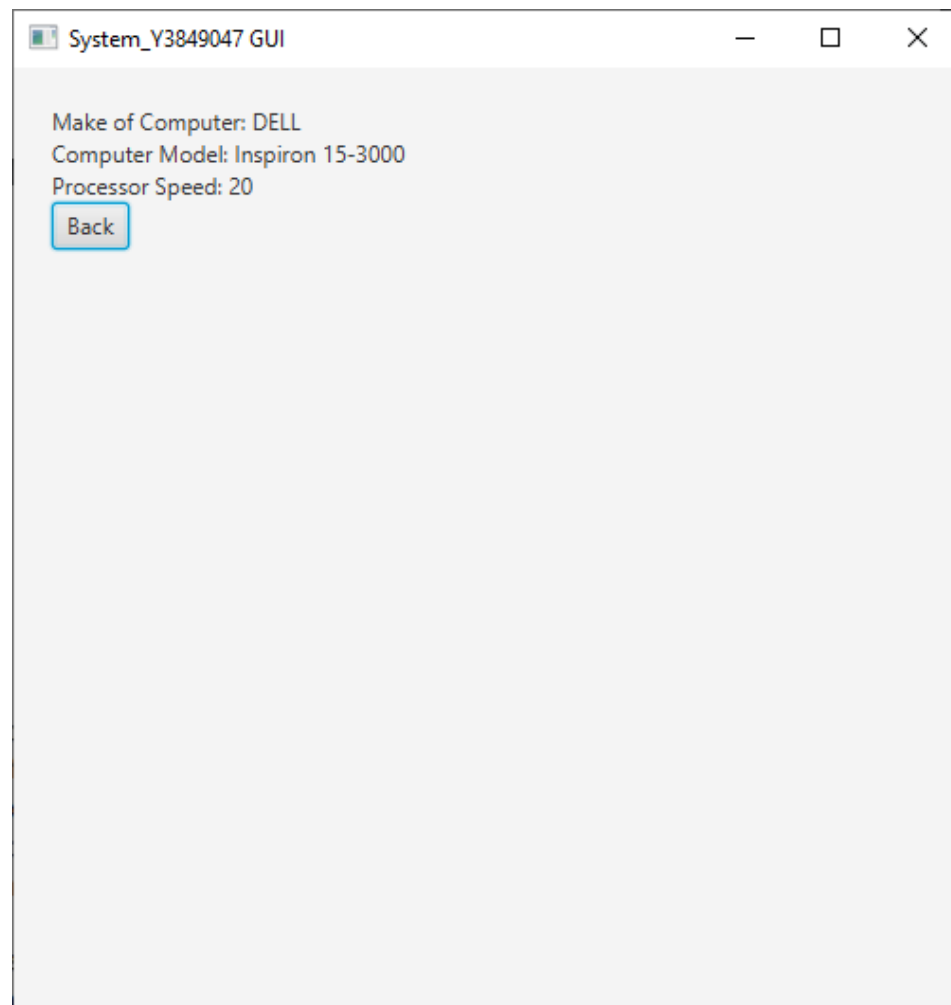 System_Y3849047 GUI
Make of Computer: DELL
Computer Model: Inspiron 15-3000
Processor Speed: 20
Back